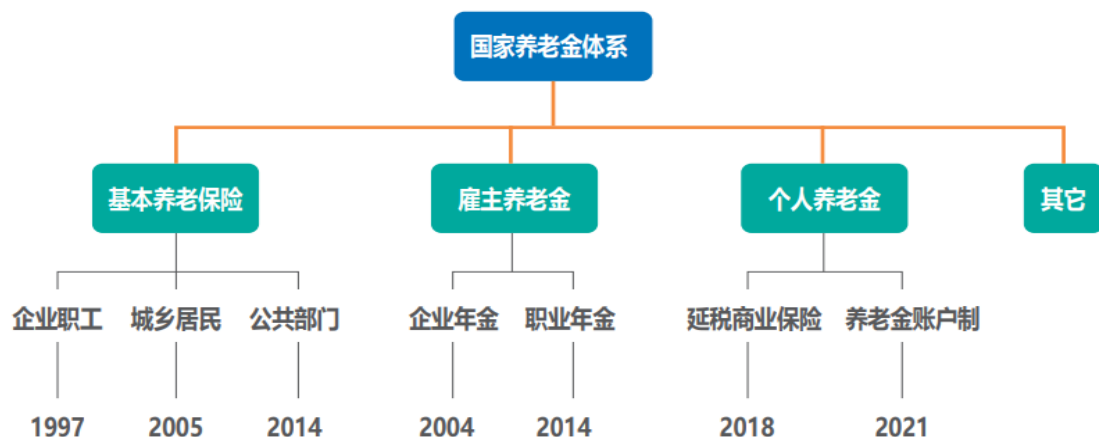 国家养老金体系
基本养老保险
雇主养老金
个人养老金
其它
企业职工
城乡居民
公共部门
企业年金
职业年金
延税商业保险
养老金账户制
1997
2005
2014
2004
2014
2018
2021